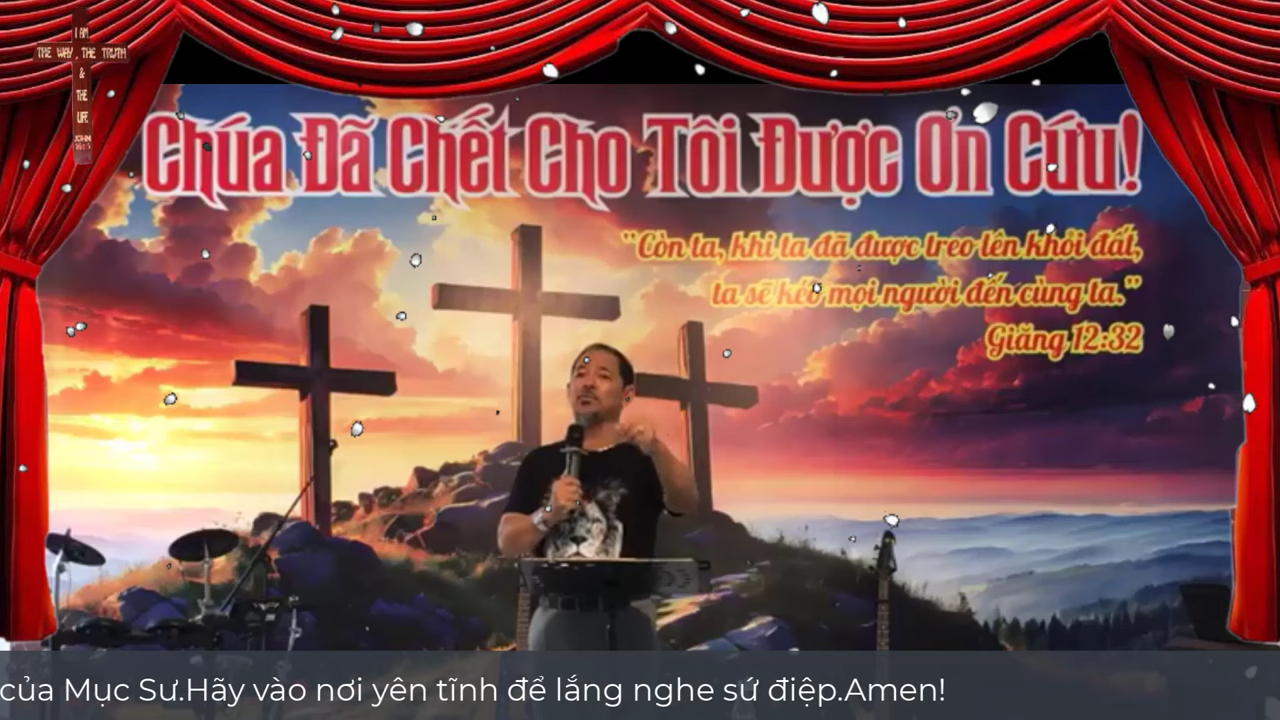 I AM
THE WAY, THE TRUTH
&
THE
LIFE
JOHN
Chúa Đã Chết Cho Tôi Được Ơn Cứu!
"Còn ta, khi ta đã được treo lên khỏi đất,
ta sẽ kéo mọi người đến cùng ta."
Giăng 12:32
của Mục Sư.Hãy vào nơi yên tĩnh để lắng nghe sứ điệp.Amen!